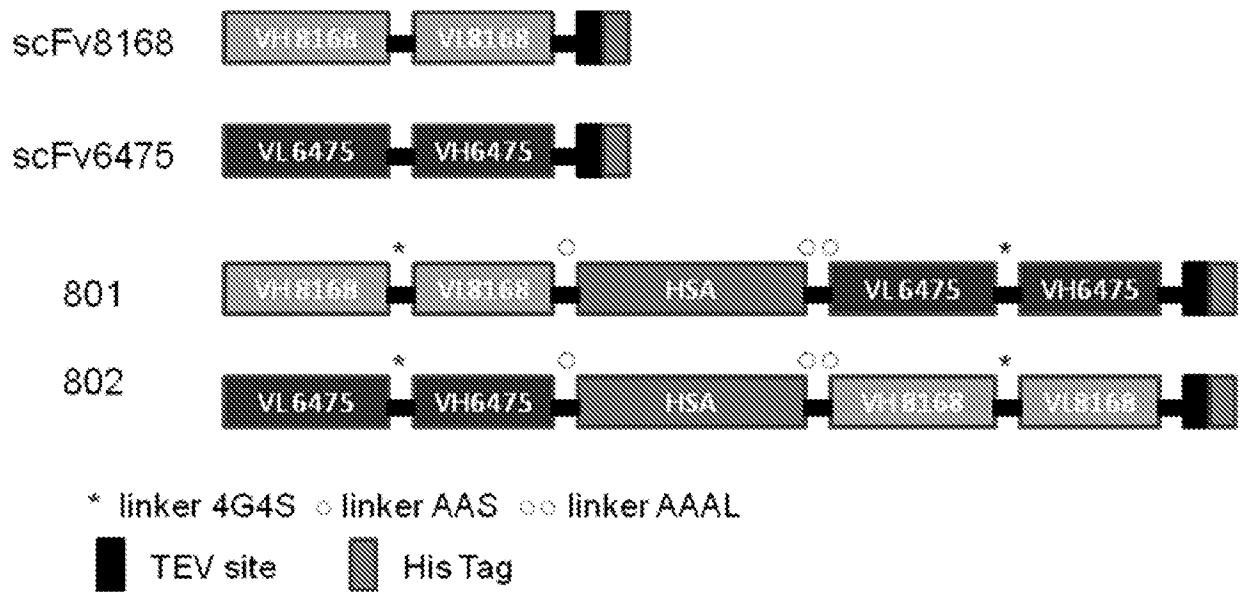 scFv8168 VH8168 VL8168
scFv6475 VL6475 VH6475
* ○ ○○ *
801 VH8168 VL8168 HSA VL6475 VH6475
* ○ ○○ *
802 VL6475 VH6475 HSA VH8168 VL8168
* linker 4G4S ○ linker AAS ○○ linker AAAL
TEV site His Tag